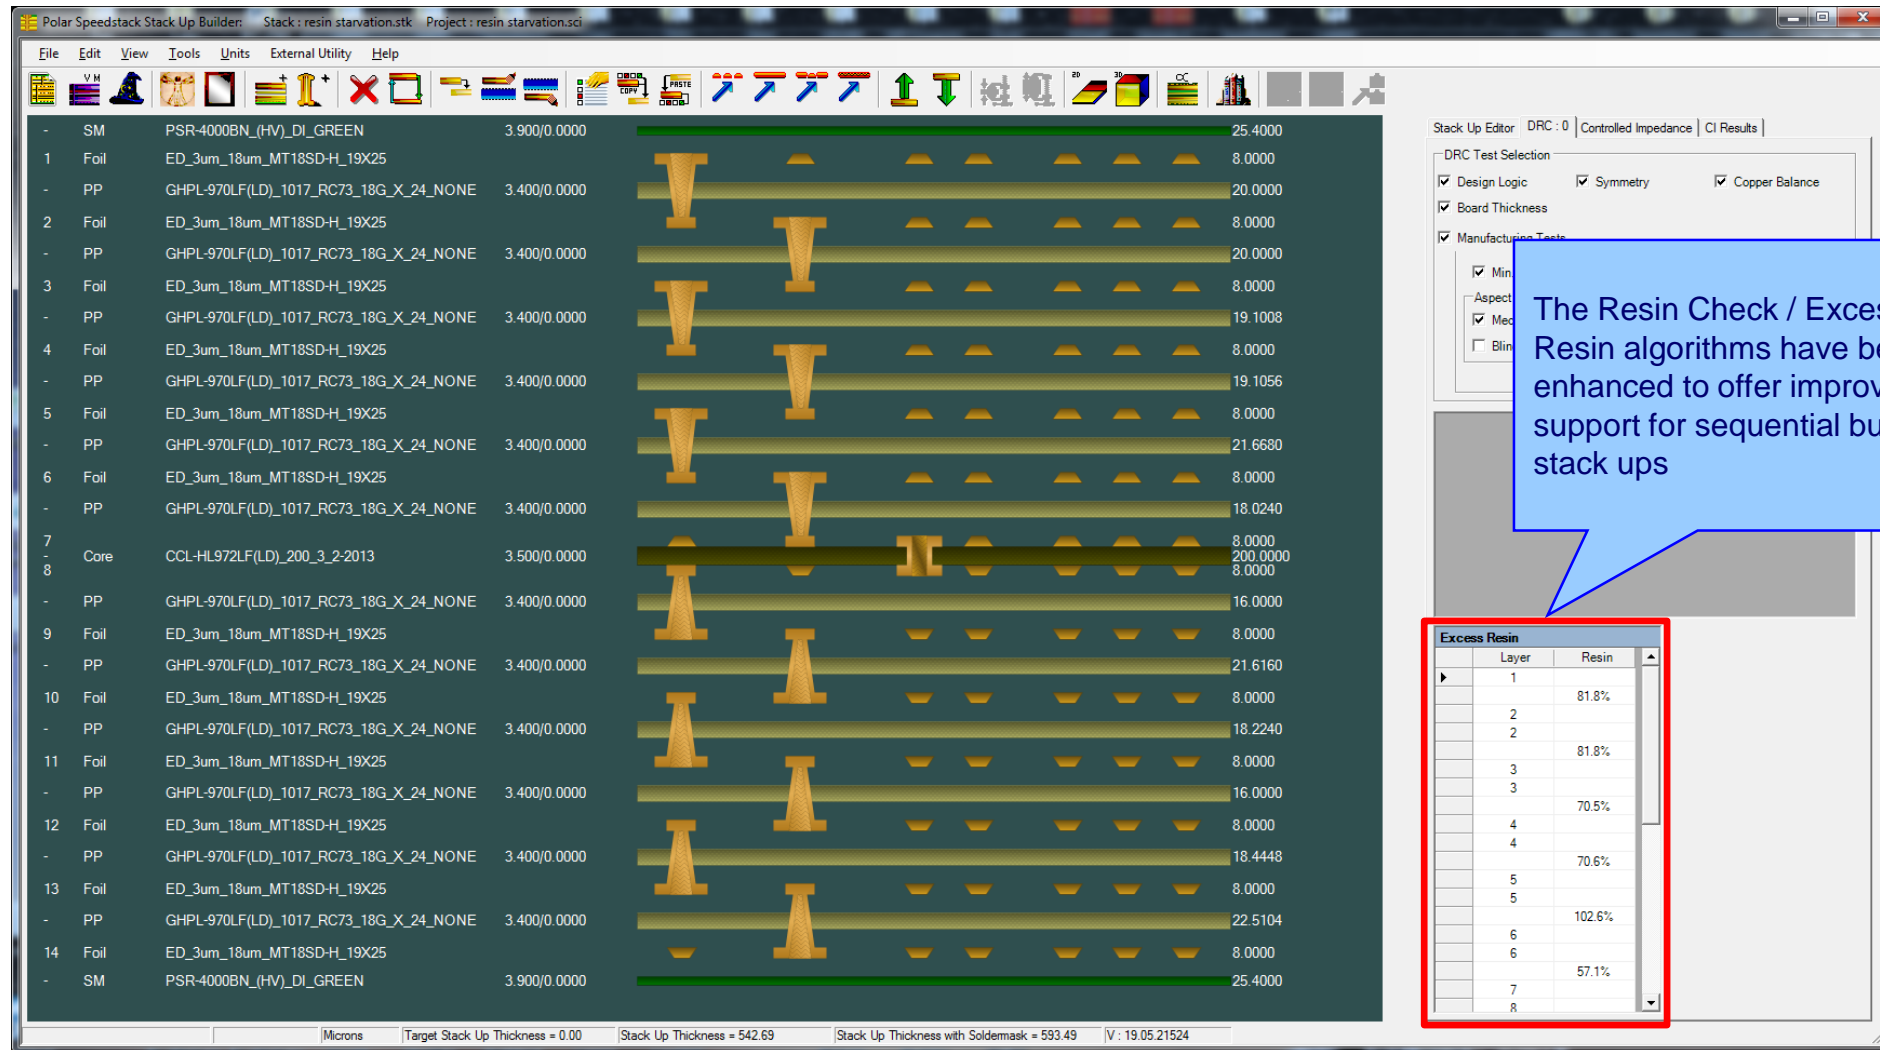 Polar Speedstack Stack Up Builder: Stack : resin starvation.stk Project : resin starvation.sci
File Edit View Tools Units External Utility Help
- SM PSR-4000BN_(HV)_DI_GREEN 3.900/0.0000 25.4000
1 Foil ED_3um_18um_MT18SD-H_19X25 8.0000
- PP GHPL-970LF(LD)_1017_RC73_18G_X_24_NONE 3.400/0.0000 20.0000
2 Foil ED_3um_18um_MT18SD-H_19X25 8.0000
- PP GHPL-970LF(LD)_1017_RC73_18G_X_24_NONE 3.400/0.0000 20.0000
3 Foil ED_3um_18um_MT18SD-H_19X25 8.0000
- PP GHPL-970LF(LD)_1017_RC73_18G_X_24_NONE 3.400/0.0000 19.1008
4 Foil ED_3um_18um_MT18SD-H_19X25 8.0000
- PP GHPL-970LF(LD)_1017_RC73_18G_X_24_NONE 3.400/0.0000 19.1056
5 Foil ED_3um_18um_MT18SD-H_19X25 8.0000
- PP GHPL-970LF(LD)_1017_RC73_18G_X_24_NONE 3.400/0.0000 21.6680
6 Foil ED_3um_18um_MT18SD-H_19X25 8.0000
- PP GHPL-970LF(LD)_1017_RC73_18G_X_24_NONE 3.400/0.0000 18.0240
7 8.0000
- Core CCL-HL972LF(LD)_200_3_2-2013 3.500/0.0000 200.0000
8 8.0000
- PP GHPL-970LF(LD)_1017_RC73_18G_X_24_NONE 3.400/0.0000 16.0000
9 Foil ED_3um_18um_MT18SD-H_19X25 8.0000
- PP GHPL-970LF(LD)_1017_RC73_18G_X_24_NONE 3.400/0.0000 21.6160
10 Foil ED_3um_18um_MT18SD-H_19X25 8.0000
- PP GHPL-970LF(LD)_1017_RC73_18G_X_24_NONE 3.400/0.0000 18.2240
11 Foil ED_3um_18um_MT18SD-H_19X25 8.0000
- PP GHPL-970LF(LD)_1017_RC73_18G_X_24_NONE 3.400/0.0000 16.0000
12 Foil ED_3um_18um_MT18SD-H_19X25 8.0000
- PP GHPL-970LF(LD)_1017_RC73_18G_X_24_NONE 3.400/0.0000 18.4448
13 Foil ED_3um_18um_MT18SD-H_19X25 8.0000
- PP GHPL-970LF(LD)_1017_RC73_18G_X_24_NONE 3.400/0.0000 22.5104
14 Foil ED_3um_18um_MT18SD-H_19X25 8.0000
- SM PSR-4000BN_(HV)_DI_GREEN 3.900/0.0000 25.4000
Stack Up Editor DRC : 0 Controlled Impedance CI Results
DRC Test Selection
Design Logic Symmetry Copper Balance
Board Thickness
Manufacturing Tests
Min
Aspect
The Resin Check /
Resin algorithms have
enhanced to offer
support for sequential
stack ups
Excess Resin
Layer Resin
1
81.8%
2
2
81.8%
3
3
70.5%
4
4
70.6%
5
5
102.6%
6
6
57.1%
7
8
Microns Target Stack Up Thickness = 0.00 Stack Up Thickness = 542.69 Stack Up Thickness with Soldermask = 593.49 V : 19.05.21524